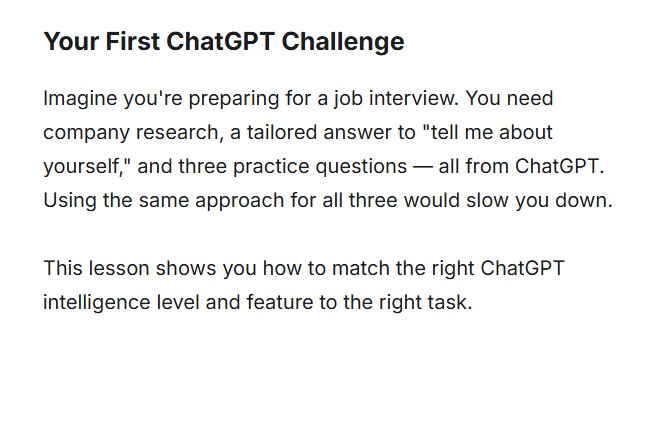 Your First ChatGPT Challenge
Imagine you're preparing for a job interview. You need
company research, a tailored answer to "tell me about
yourself," and three practice questions — all from ChatGPT.
Using the same approach for all three would slow you down.
This lesson shows you how to match the right ChatGPT
intelligence level and feature to the right task.